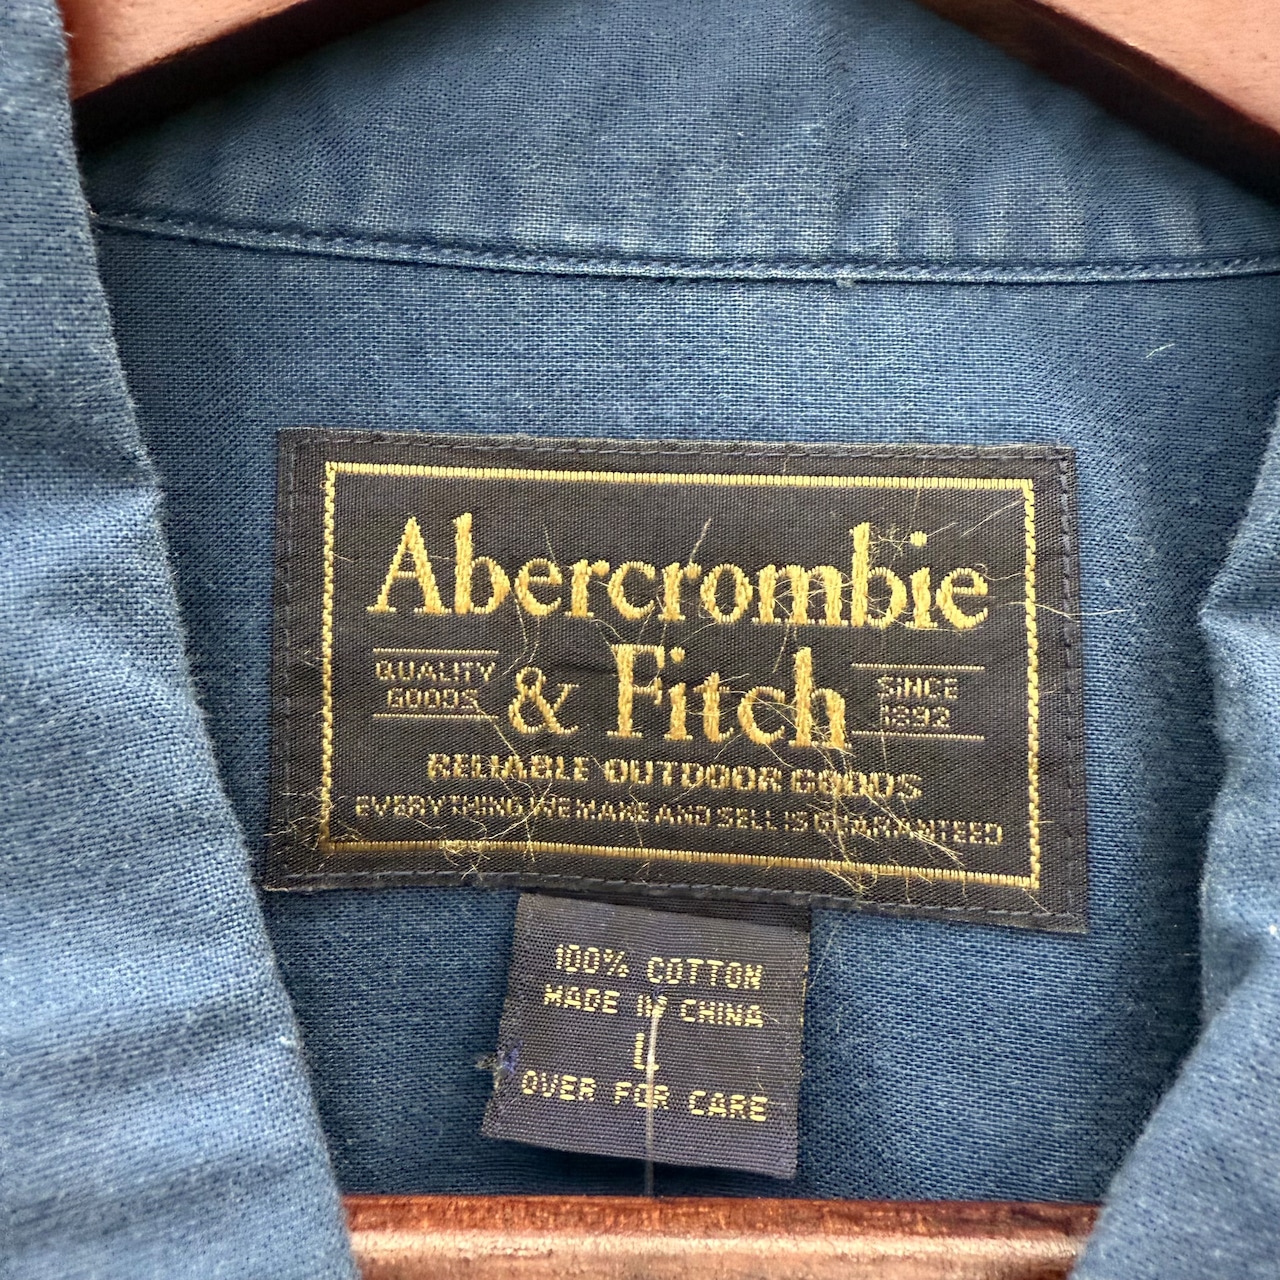 Abercrombie
QUALITY
GOODS
& Fitch
SINCE
1892
RELIABLE OUTDOOR GOODS
EVERYTHING WE MAKE AND SELL IS GUARANTEED
100% COTTON
MADE IN CHINA
L
OVER FOR CARE